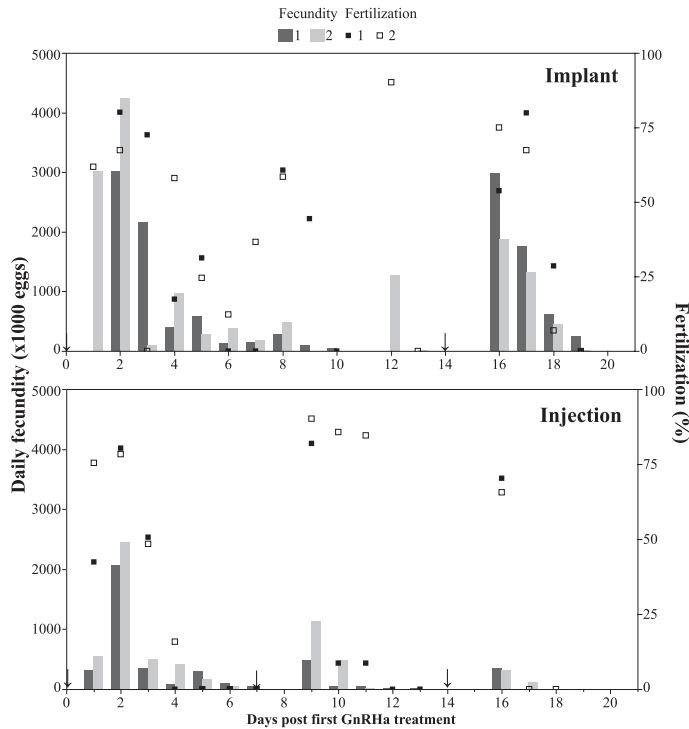 Fecundity Fertilization
1 2 1 2
Implant
5000
4000
3000
2000
1000
0
100
75
50
25
0
0 2 4 6 8 10 12 14 16 18 20
Daily fecundity (x1000 eggs)
Fertilization (%)
Injection
5000
4000
3000
2000
1000
0
100
75
50
25
0
0 2 4 6 8 10 12 14 16 18 20
Days post first GnRHa treatment